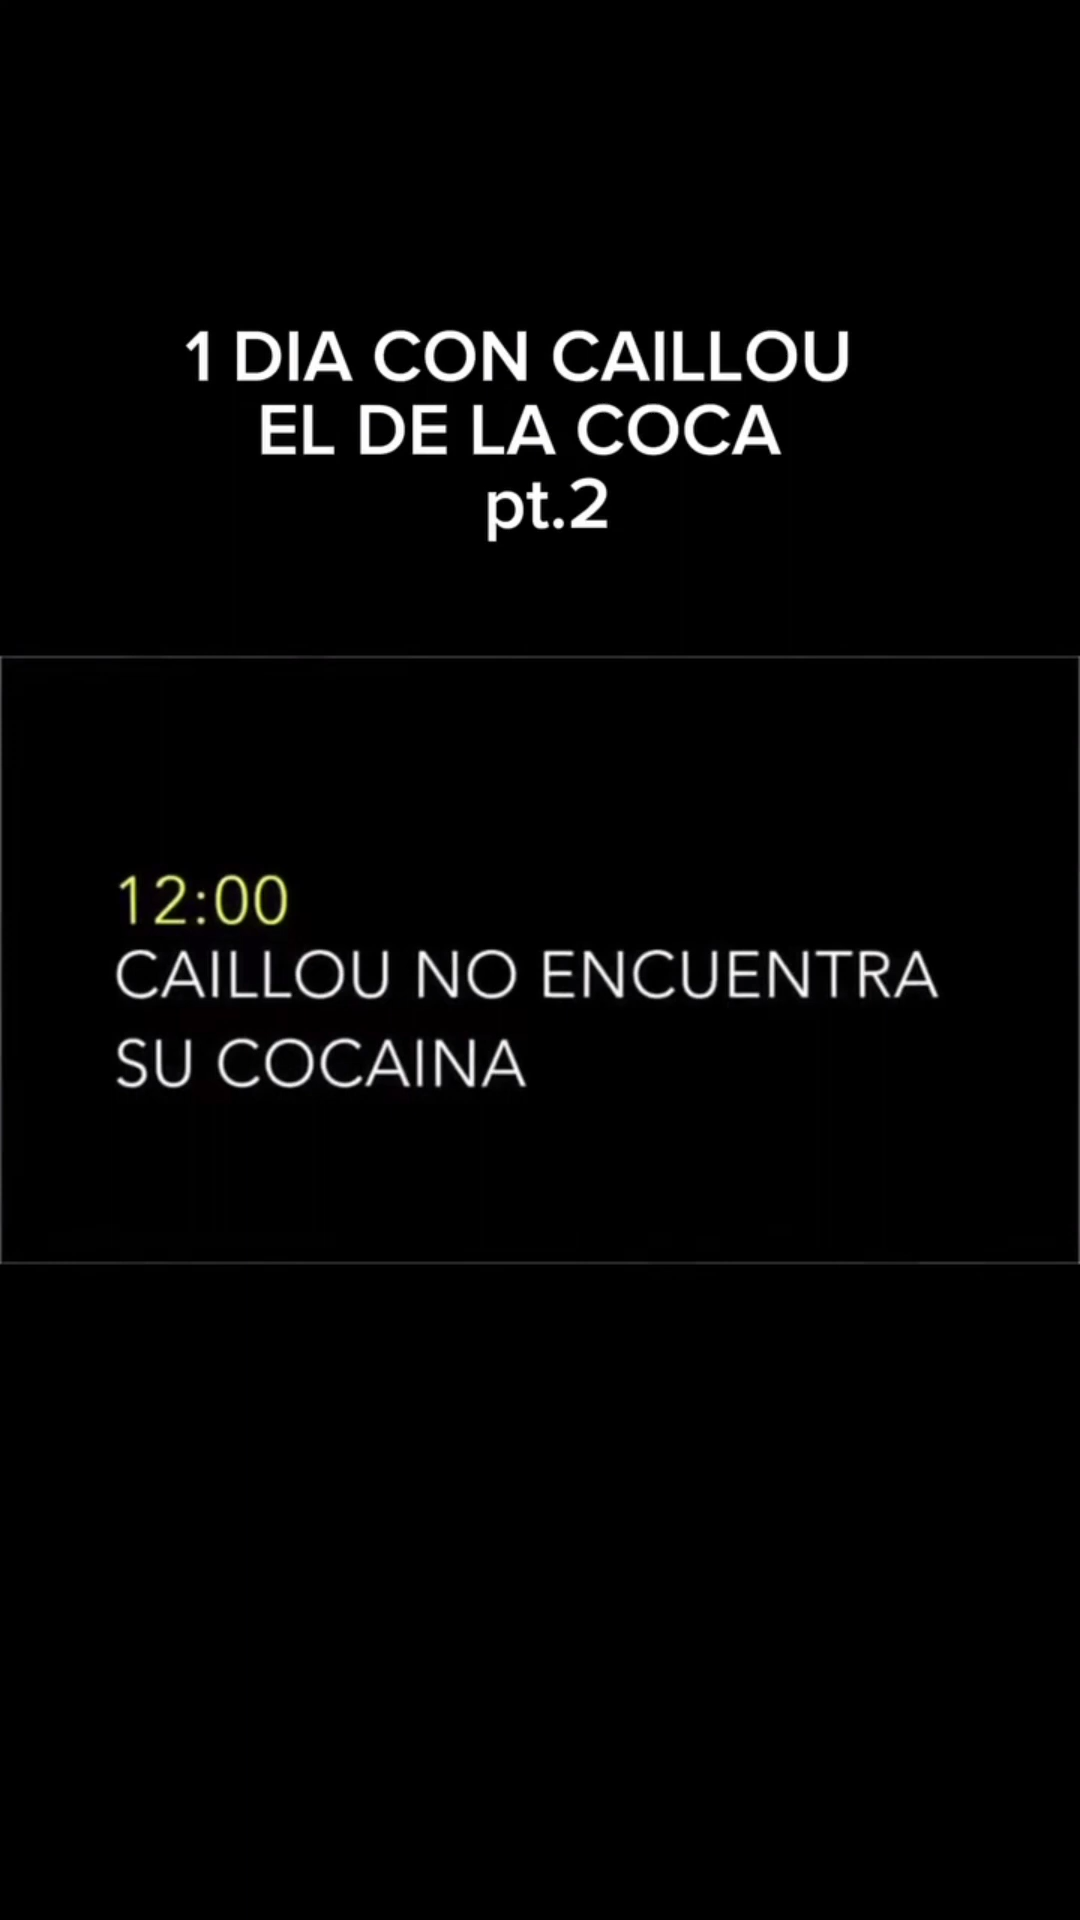 1 DIA CON CAILLOU
EL DE LA COCA
pt.2
12:00
CAILLOU NO ENCUENTRA
SU COCAINA